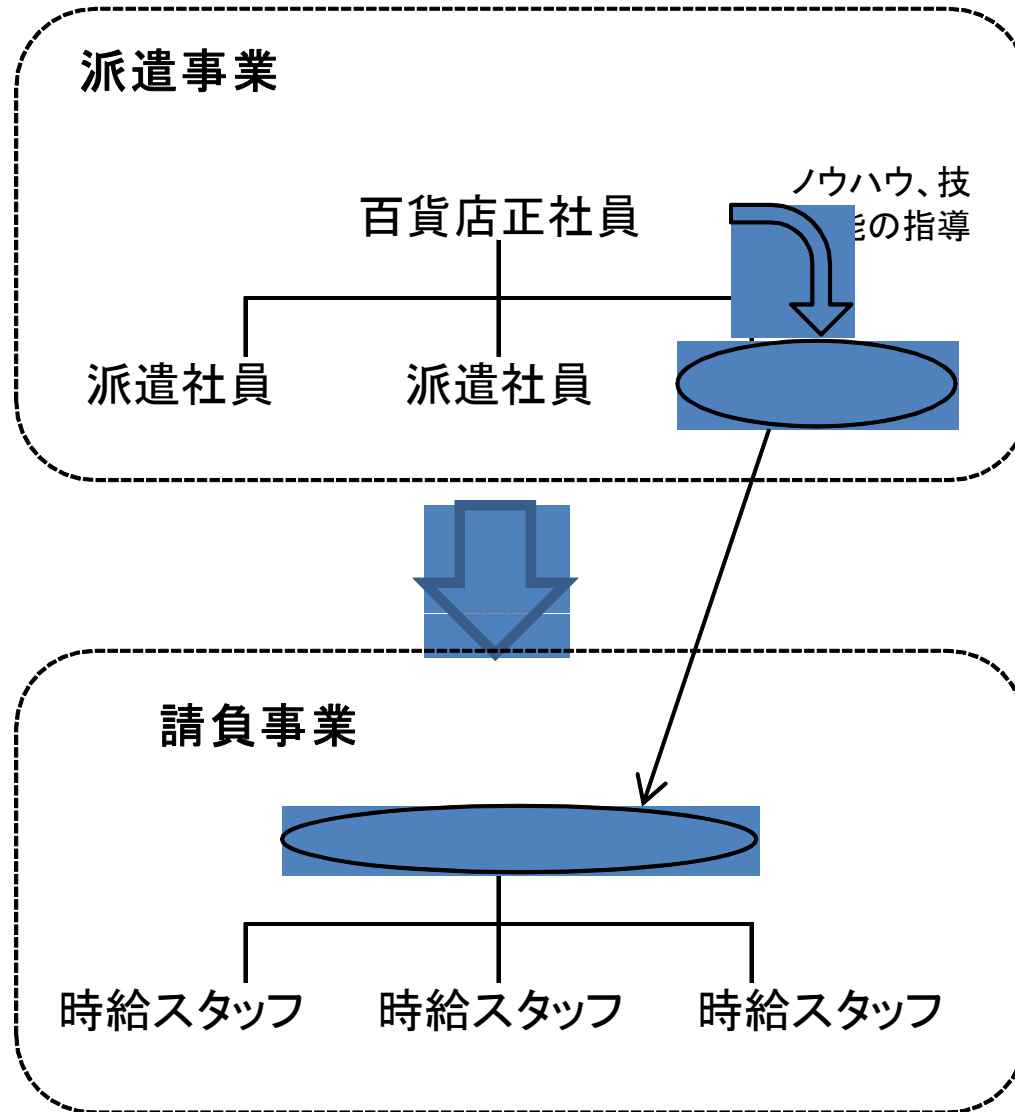 派遣事業
ノウハウ、技
能の指導
百貨店正社員
派遣社員 派遣社員
請負事業
時給スタッフ 時給スタッフ 時給スタッフ